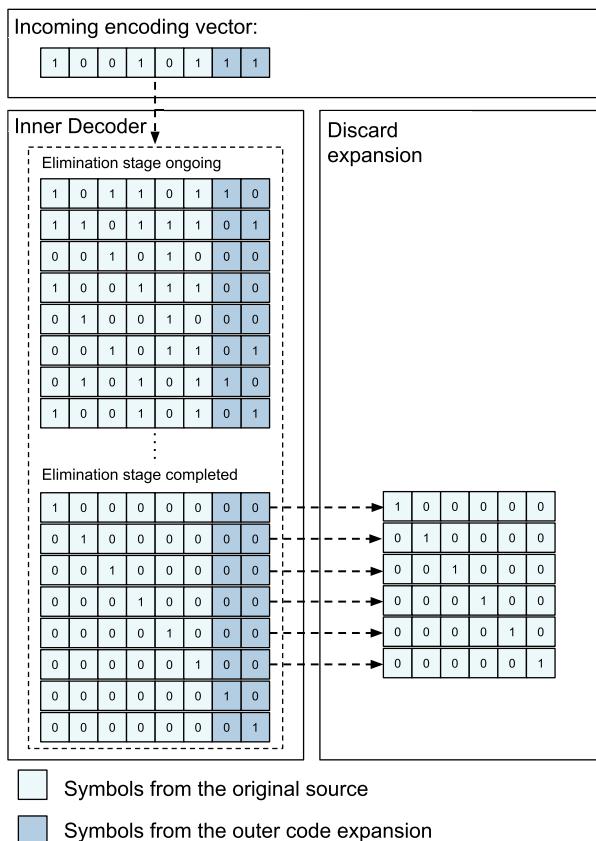 Incoming encoding vector:
1 0 0 1 0 1 1 1
Inner Decoder
Elimination stage ongoing
1 0 1 1 0 1 1 0
1 1 0 1 1 1 0 1
0 0 1 0 1 0 0 0
1 0 0 1 1 1 0 0
0 1 0 0 1 0 0 0
0 0 1 0 1 1 0 1
0 1 0 1 0 1 1 0
1 0 0 1 0 1 0 1
Elimination stage completed
1 0 0 0 0 0 0 0
0 1 0 0 0 0 0 0
0 0 1 0 0 0 0 0
0 0 0 1 0 0 0 0
0 0 0 0 1 0 0 0
0 0 0 0 0 1 0 0
0 0 0 0 0 0 1 0
0 0 0 0 0 0 0 1
Discard
expansion
1 0 0 0 0 0
0 1 0 0 0 0
0 0 1 0 0 0
0 0 0 1 0 0
0 0 0 0 1 0
0 0 0 0 0 1
Symbols from the original source
Symbols from the outer code expansion